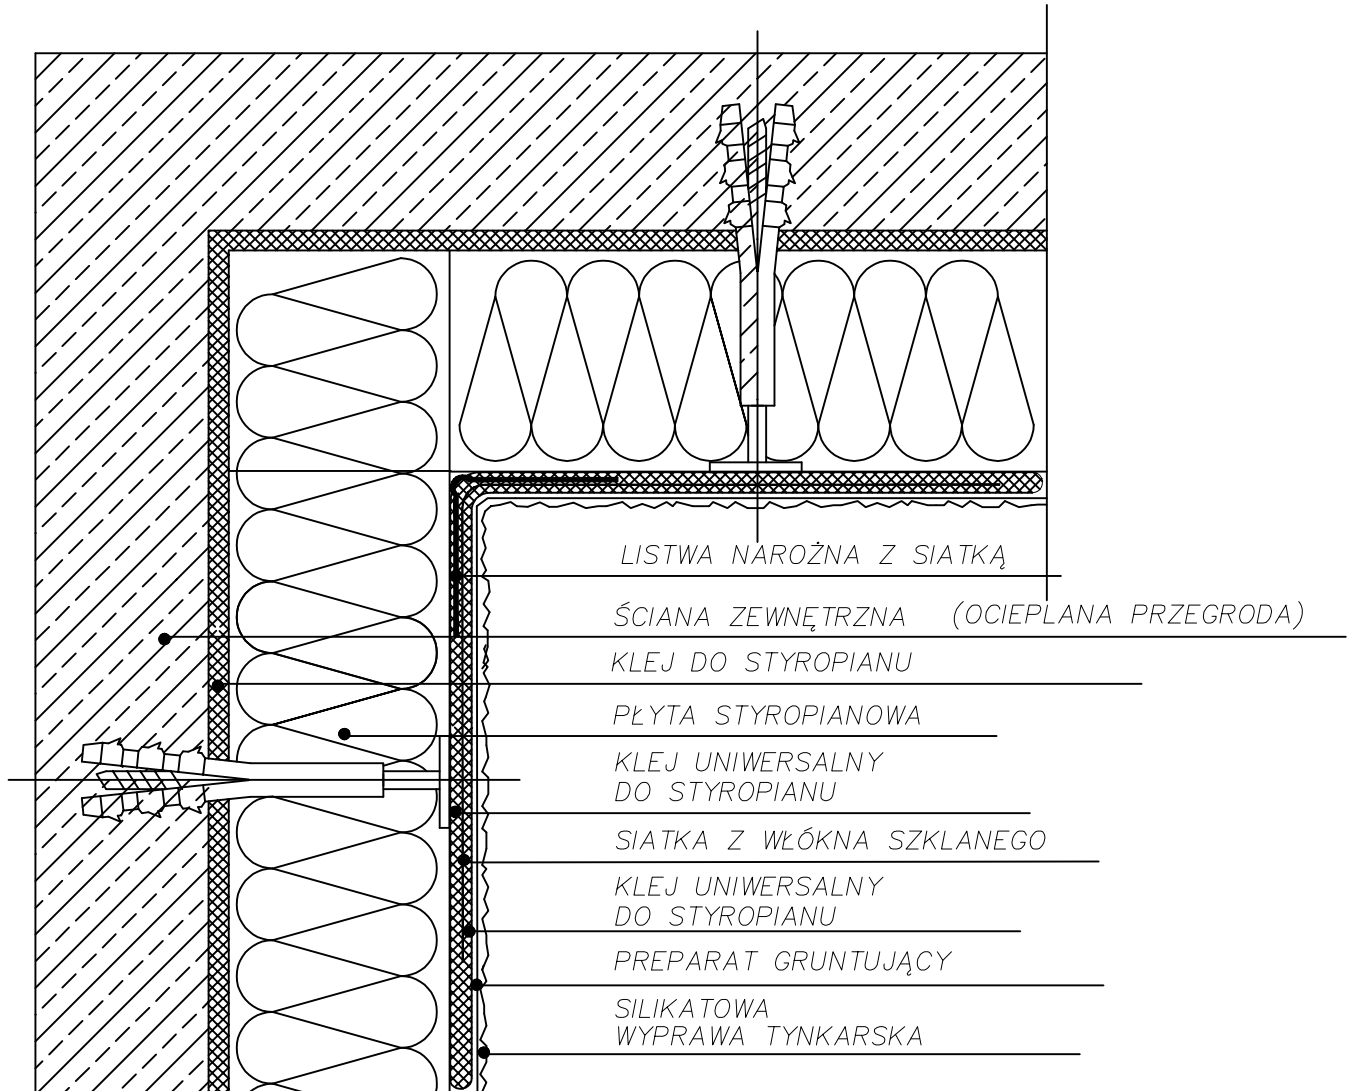 LISTWA NAROŻNA Z SIATKĄ
ŚCIANA ZEWNĘTRZNA (OCIEPLANA PRZEGRODA)
KLEJ DO STYROPIANU
PŁYTA STYROPIANOWA
KLEJ UNIWERSALNY
DO STYROPIANU
SIATKA Z WŁÓKNA SZKLANEGO
KLEJ UNIWERSALNY
DO STYROPIANU
PREPARAT GRUNTUJĄCY
SILIKATOWA
WYPRAWA TYNKARSKA